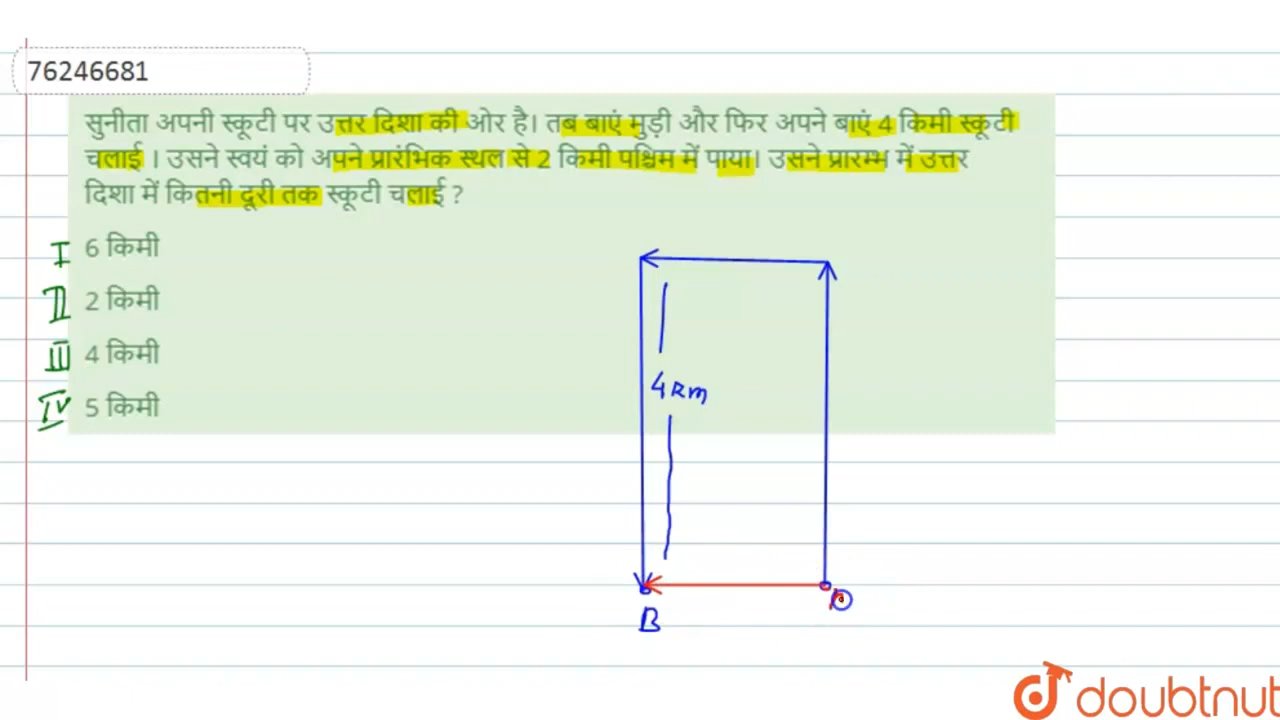 76246681
सुनीता अपनी स्कूटी पर उत्तर दिशा की ओर है। तब बाएं मुड़ी और फिर अपने बाएं 4 किमी स्कूटी
चलाई । उसने स्वयं को अपने प्रारंभिक स्थल से 2 किमी पश्चिम में पाया। उसने प्रारम्भ में उत्तर
दिशा में कितनी दूरी तक स्कूटी चलाई ?
I 6 किमी
II 2 किमी
III 4 किमी
IV 5 किमी
4km
B
doubtnut